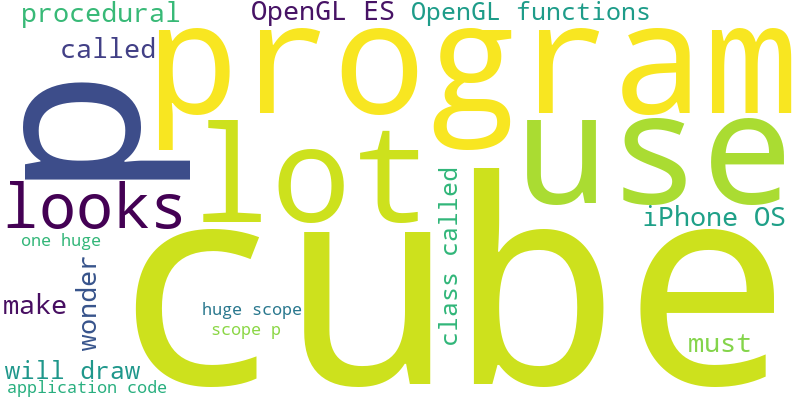 procedural
OpenGL ES
OpenGL functions
called
program
p
lot
use
looks
cube
class called
iPhone OS
one huge
wonder
make
huge scope
scope p
must
will draw
application code